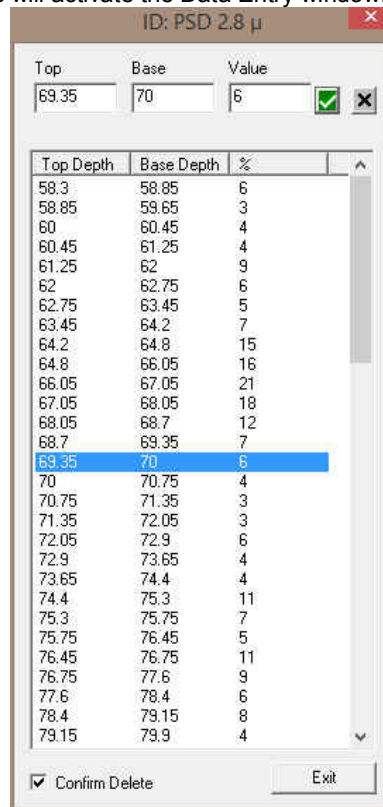 will activate the Data Entry window
ID: PSD 2.8 µ
Top Base Value
69.35 70 6
Top Depth Base Depth %
58.3 58.85 6
58.85 59.65 3
60 60.45 4
60.45 61.25 4
61.25 62 9
62 62.75 6
62.75 63.45 5
63.45 64.2 7
64.2 64.8 15
64.8 66.05 16
66.05 67.05 21
67.05 68.05 18
68.05 68.7 12
68.7 69.35 7
69.35 70 6
70 70.75 4
70.75 71.35 3
71.35 72.05 3
72.05 72.9 6
72.9 73.65 4
73.65 74.4 4
74.4 75.3 11
75.3 75.75 7
75.75 76.45 5
76.45 76.75 11
76.75 77.6 9
77.6 78.4 6
78.4 79.15 8
79.15 79.9 4
Confirm Delete Exit